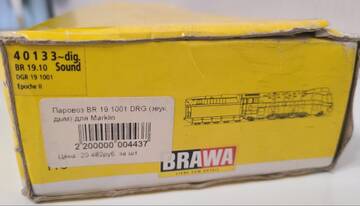 40133~dig.
BR 19.10 Sound
DGR 19 1001
Epoche II
Паровоз BR 19 1001 DRG (звук,
дым) для Marklin
2 200000 004437
BRAWA